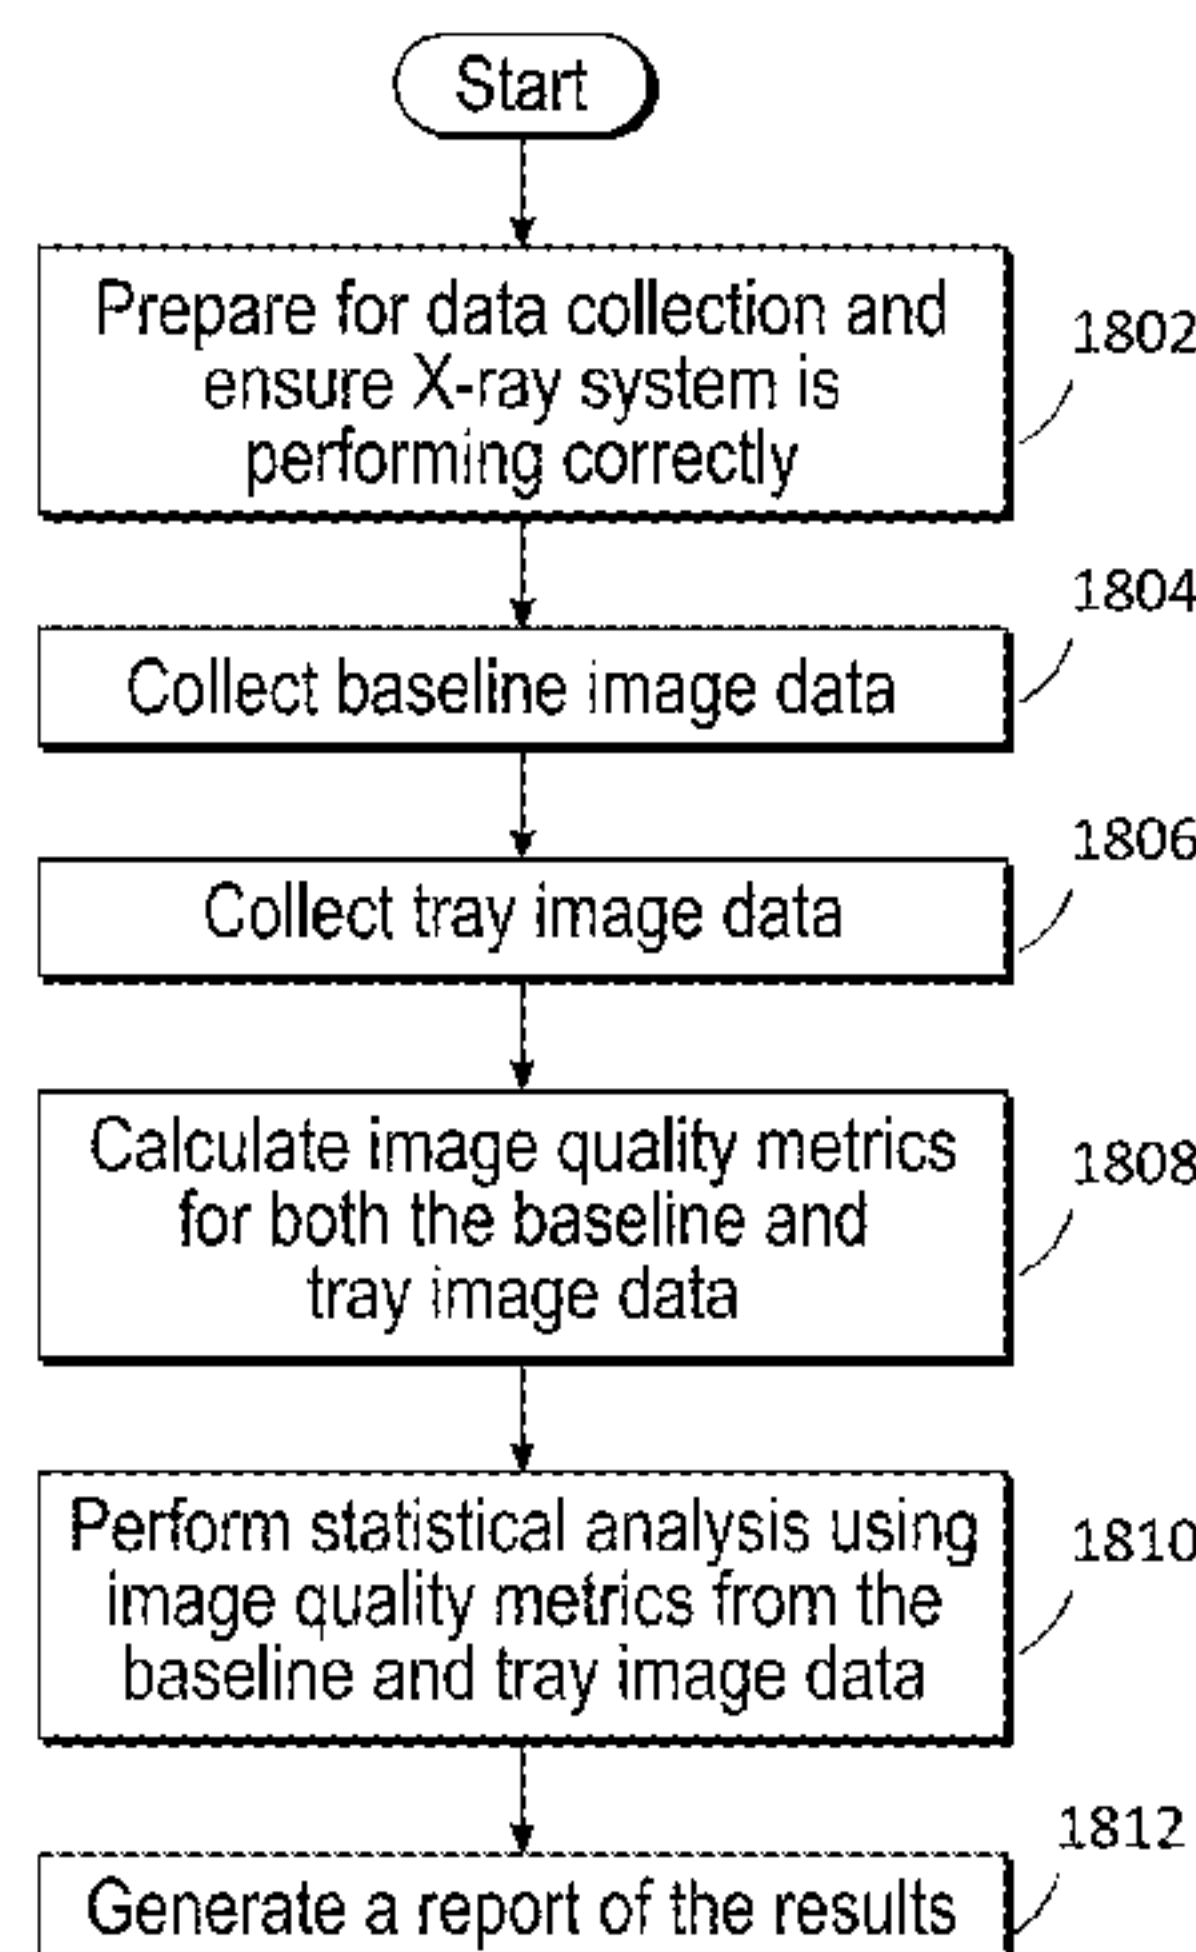 Start
Prepare for data collection and
ensure X-ray system is
performing correctly
1802
Collect baseline image data
1804
Collect tray image data
1806
Calculate image quality metrics
for both the baseline and
tray image data
1808
Perform statistical analysis using
image quality metrics from the
baseline and tray image data
1810
Generate a report of the results
1812